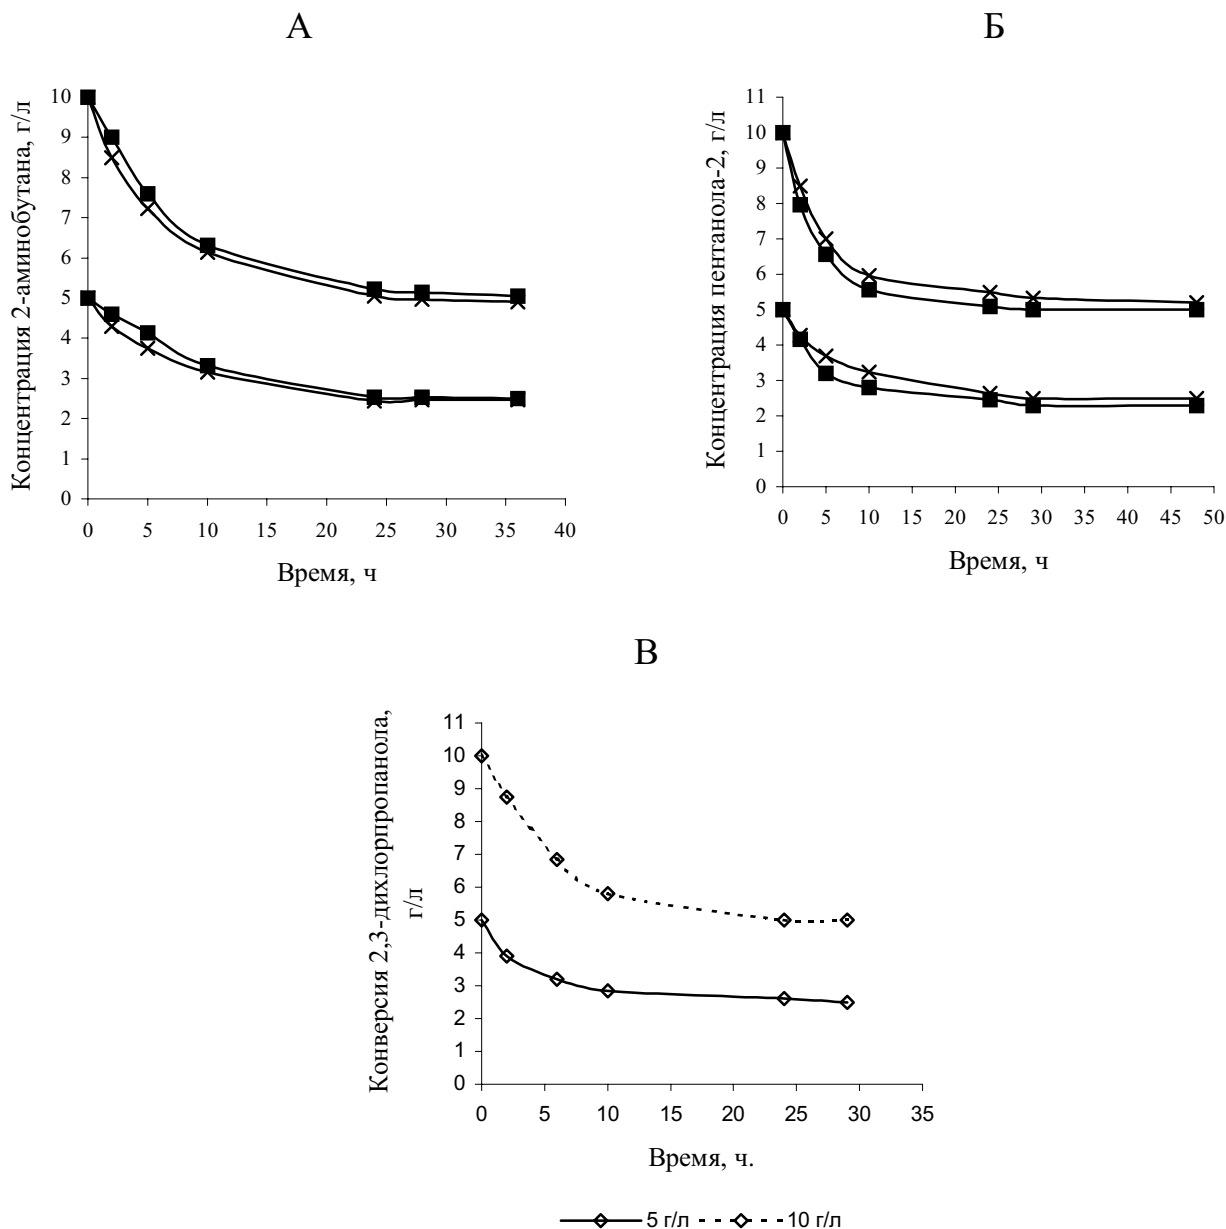 А
Концентрация 2-аминобутана, г/л
10
9
8
7
6
5
4
3
2
1
0
0 5 10 15 20 25 30 35 40
Время, ч
Б
Концентрация пентанола-2, г/л
11
10
9
8
7
6
5
4
3
2
1
0
0 5 10 15 20 25 30 35 40 45 50
Время, ч
В
Конверсия 2,3-дихлорпропанола,
г/л
11
10
9
8
7
6
5
4
3
2
1
0
0 5 10 15 20 25 30 35
Время, ч.
5 г/л 10 г/л